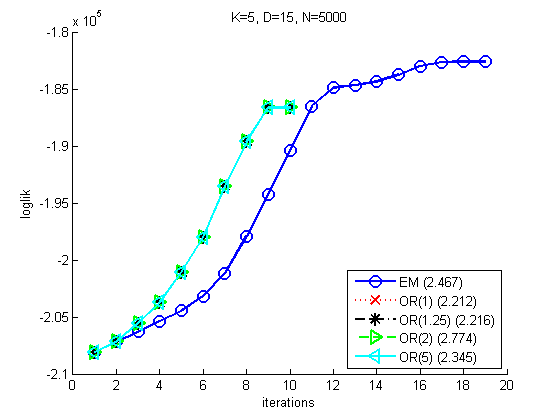 x 10^5
K=5, D=15, N=5000
-1.8
-1.85
-1.9
-1.95
-2
-2.05
-2.1
loglik
0 2 4 6 8 10 12 14 16 18 20
iterations
EM (2.467)
OR(1) (2.212)
OR(1.25) (2.216)
OR(2) (2.774)
OR(5) (2.345)